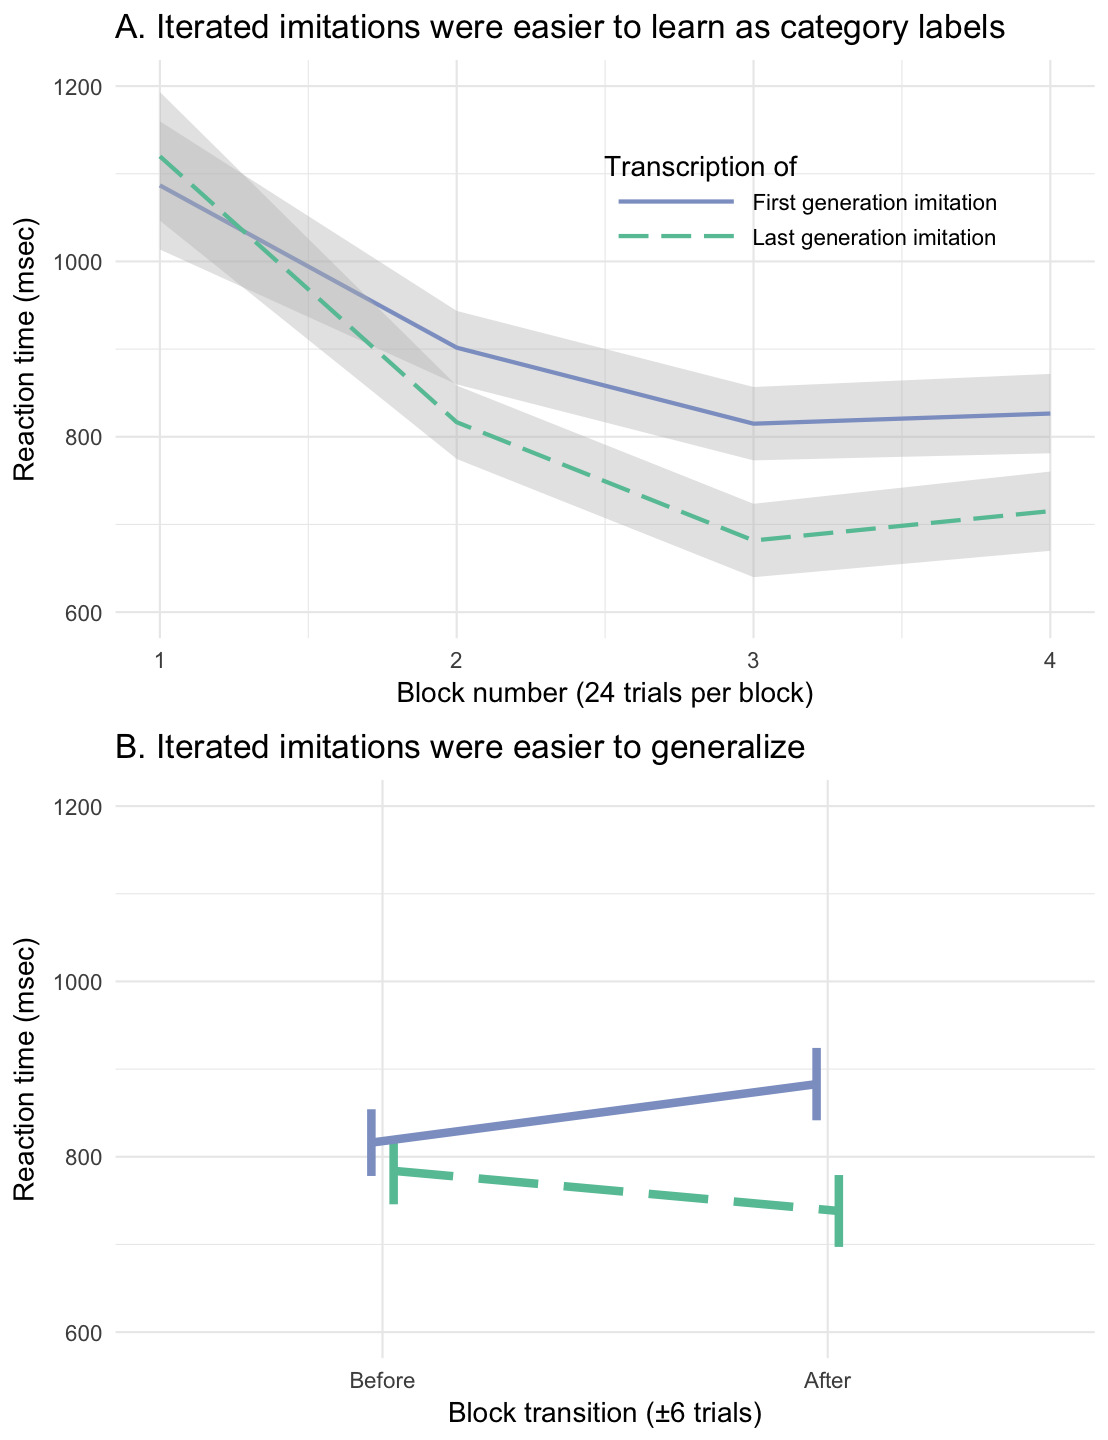 A. Iterated imitations were easier to learn as category labels
1200
1000
800
600
Reaction time (msec)
Transcription of
First generation imitation
Last generation imitation
1 2 3 4
Block number (24 trials per block)
B. Iterated imitations were easier to generalize
1200
1000
800
600
Reaction time (msec)
Before After
Block transition (±6 trials)